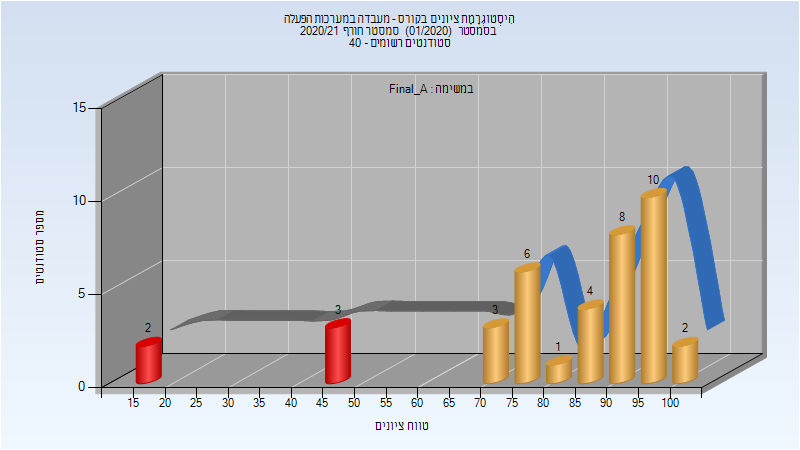 היסטוגרמת ציונים בקורס - מעבדה במערכות הפעלה
בסמסטר (01/2020) סמסטר חורף 2020/21
סטודנטים רשומים - 40
במשימה : Final_A
מספר סטודנטים
15
10
5
0
2
3
3
6
1
4
8
10
2
15 20 25 30 35 40 45 50 55 60 65 70 75 80 85 90 95 100
טווח ציונים